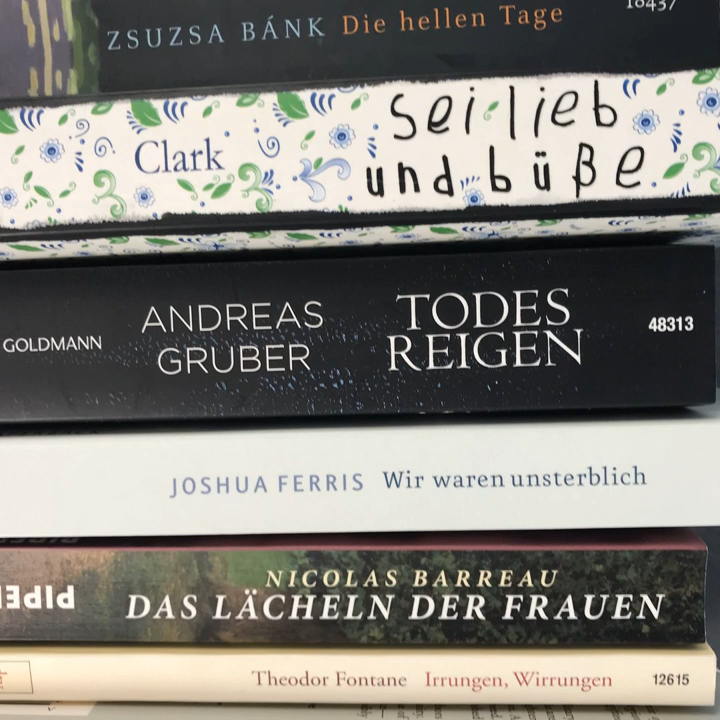 ZSUZSA BÁNK Die hellen Tage
Clark sei lieb
und büße
GOLDMANN ANDREAS GRUBER TODES REIGEN 48313
JOSHUA FERRIS Wir waren unsterblich
NICOLAS BARREAU
DAS LÄCHELN DER FRAUEN
Theodor Fontane Irrungen, Wirrungen 12615